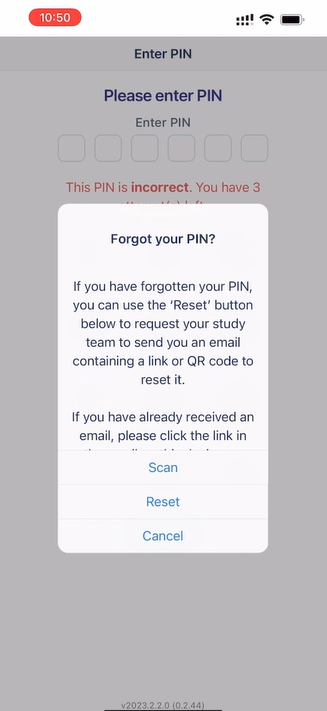 10:50
Enter PIN
Please enter PIN
Enter PIN
This PIN is incorrect. You have 3
Forgot your PIN?
If you have forgotten your PIN,
you can use the ‘Reset’ button
below to request your study
team to send you an email
containing a link or QR code to
reset it.
If you have already received an
email, please click the link in
Scan
Reset
Cancel
v2023.2.2.0 (0.2.44)